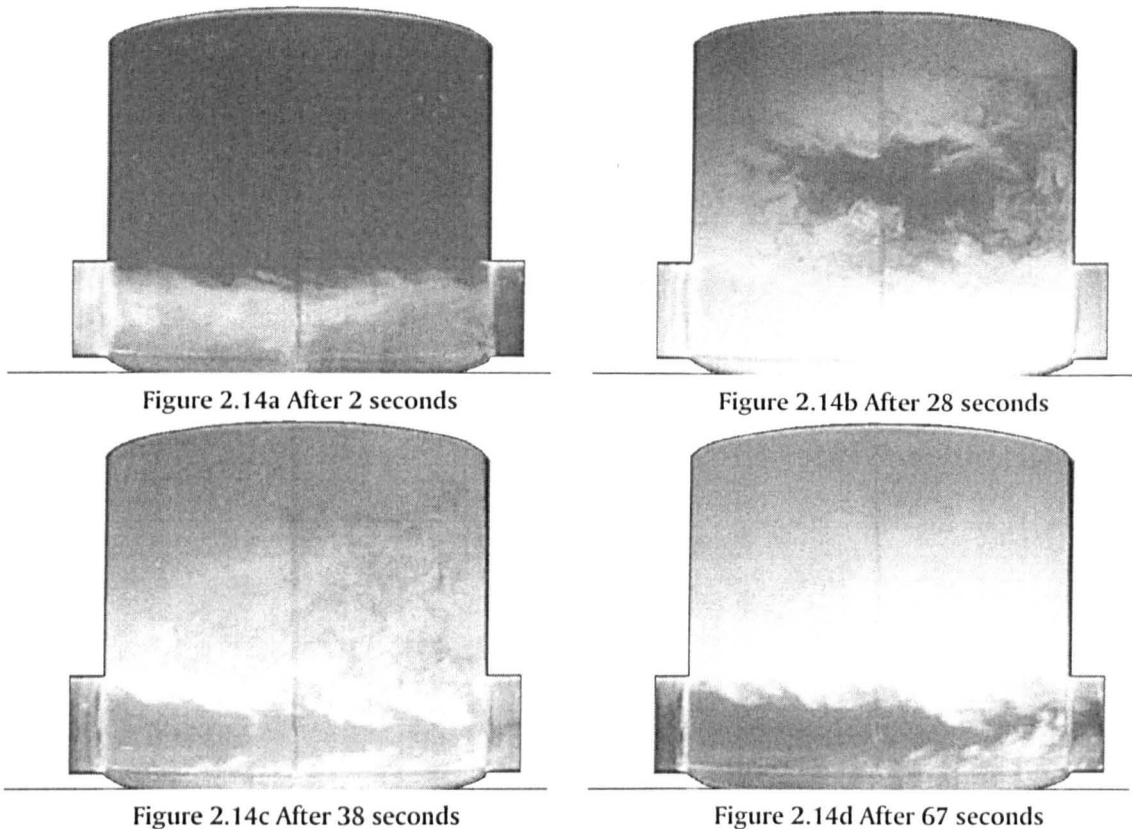 Figure 2.14a After 2 seconds
Figure 2.14b After 28 seconds
Figure 2.14c After 38 seconds
Figure 2.14d After 67 seconds